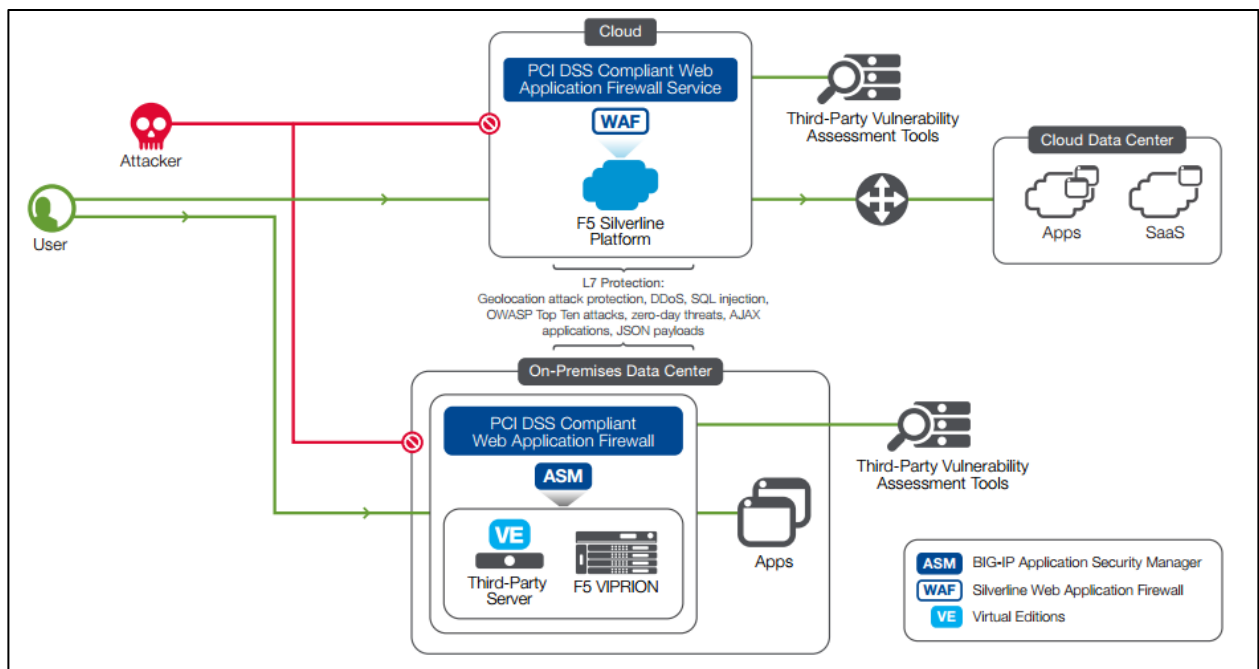 Cloud
PCI DSS Compliant Web
Application Firewall Service
WAF
F5 Silverline
Platform
Third-Party Vulnerability
Assessment Tools
Attacker
User
Cloud Data Center
Apps
SaaS
L7 Protection:
Geolocation attack protection, DDoS, SQL injection,
OWASP Top Ten attacks, zero-day threats, AJAX
applications, JSON payloads
On-Premises Data Center
PCI DSS Compliant
Web Application Firewall
ASM
VE
Third-Party
Server
F5 VIPRION
Apps
Third-Party Vulnerability
Assessment Tools
ASM BIG-IP Application Security Manager
WAF Silverline Web Application Firewall
VE Virtual Editions